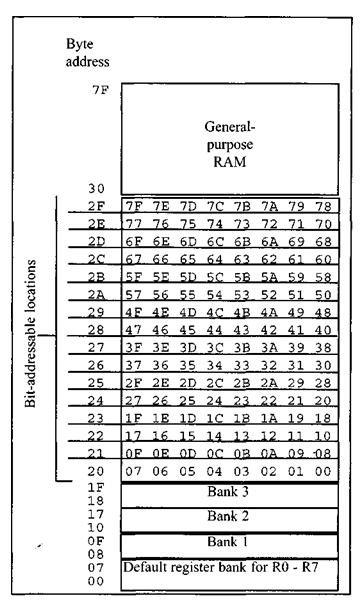 Byte
address
7F
General-
purpose
RAM
30
2F 7F 7E 7D 7C 7B 7A 79 78
2E 77 76 75 74 73 72 71 70
2D 6F 6E 6D 6C 6B 6A 69 68
2C 67 66 65 64 63 62 61 60
2B 5F 5E 5D 5C 5B 5A 59 58
2A 57 56 55 54 53 52 51 50
29 4F 4E 4D 4C 4B 4A 49 48
28 47 46 45 44 43 42 41 40
27 3F 3E 3D 3C 3B 3A 39 38
26 37 36 35 34 33 32 31 30
25 2F 2E 2D 2C 2B 2A 29 28
24 27 26 25 24 23 22 21 20
23 1F 1E 1D 1C 1B 1A 19 18
22 17 16 15 14 13 12 11 10
21 0F 0E 0D 0C 0B 0A 09 08
20 07 06 05 04 03 02 01 00
Bit-addressable locations
1F Bank 3
18
17 Bank 2
10
0F Bank 1
08
07 Default register bank for R0 - R7
00